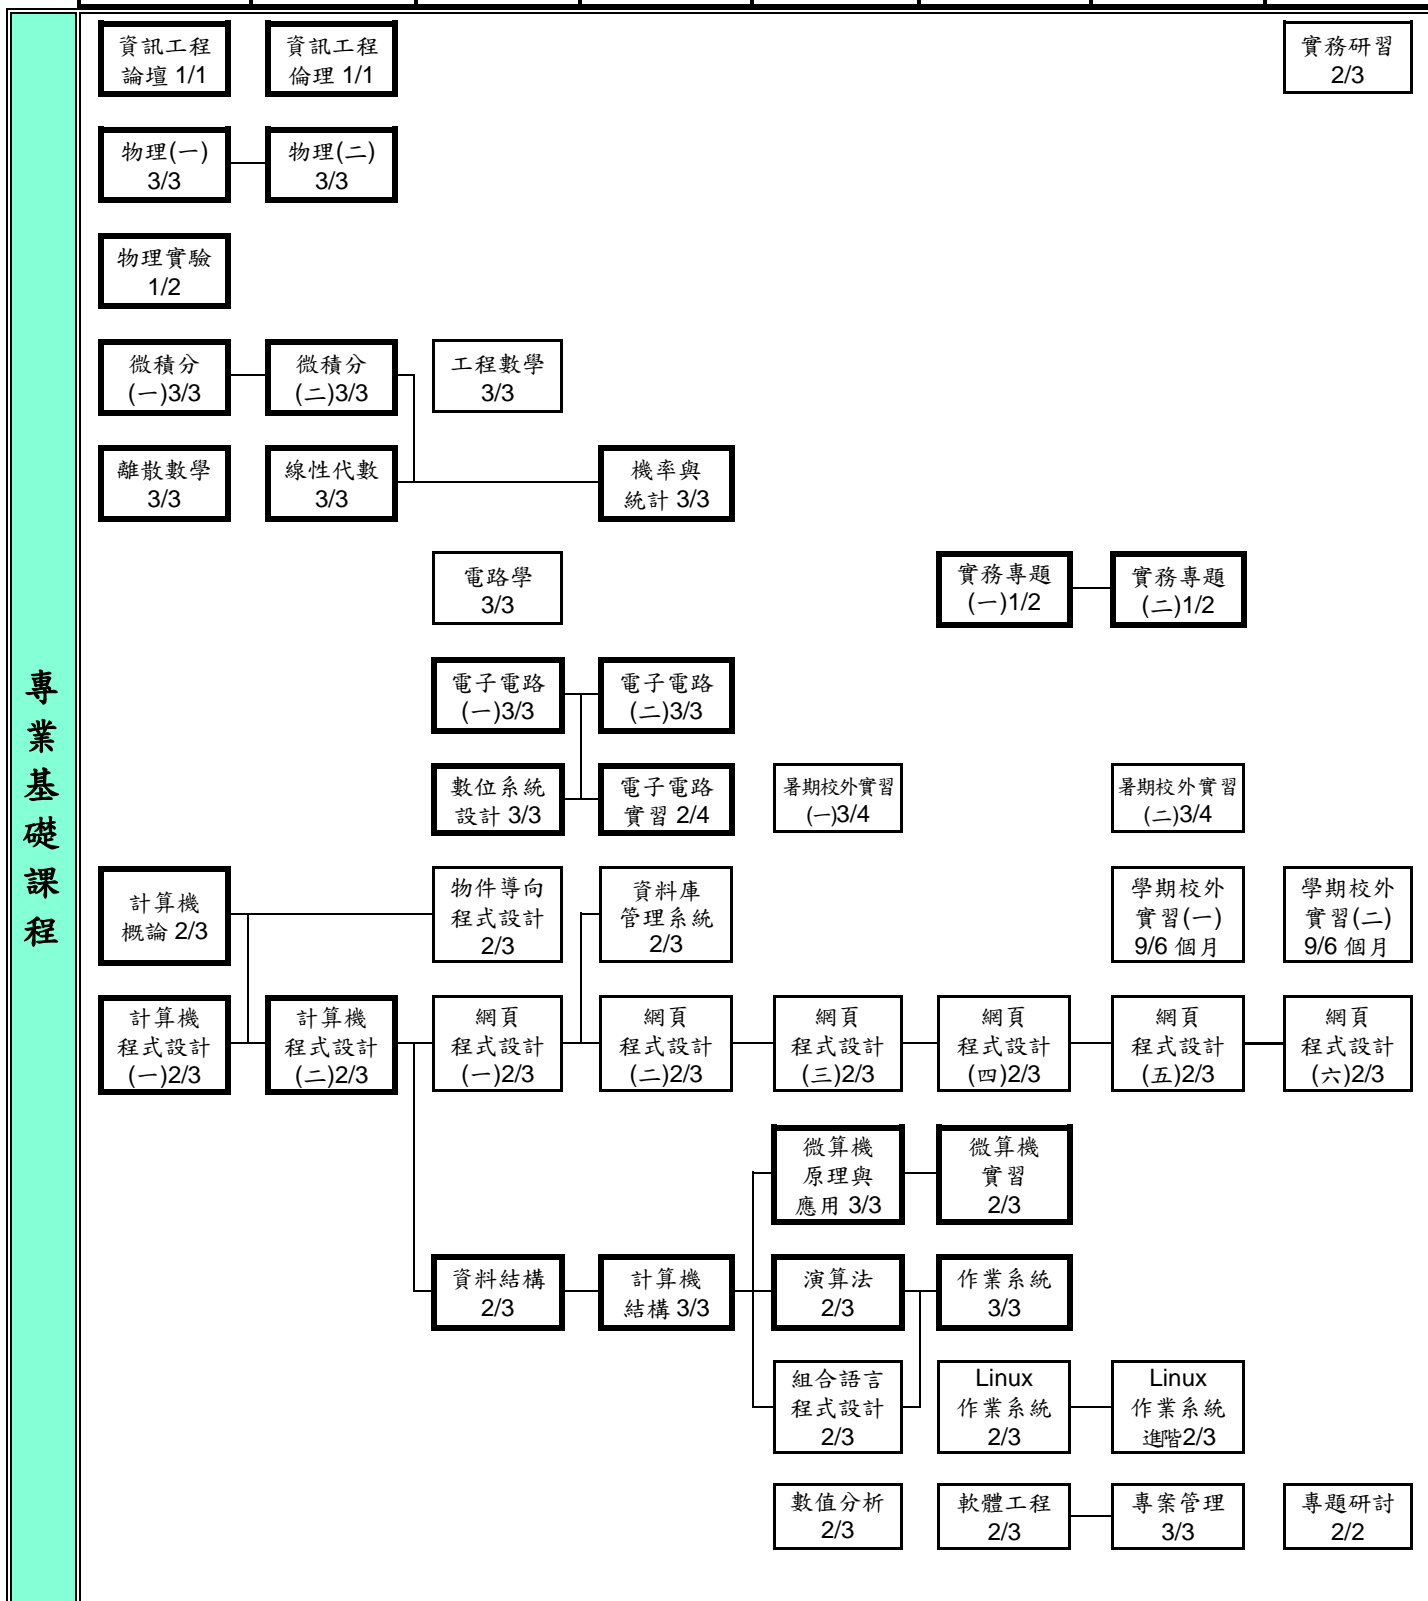 專
業
基
礎
課
程
資訊工程
論壇 1/1
資訊工程
倫理 1/1
實務研習
2/3
物理(一)
3/3
物理(二)
3/3
物理實驗
1/2
微積分
(一)3/3
微積分
(二)3/3
工程數學
3/3
離散數學
3/3
線性代數
3/3
機率與
統計 3/3
電路學
3/3
實務專題
(一)1/2
實務專題
(二)1/2
電子電路
(一)3/3
電子電路
(二)3/3
數位系統
設計 3/3
電子電路
實習 2/4
暑期校外實習
(一)3/4
暑期校外實習
(二)3/4
計算機
概論 2/3
物件導向
程式設計
2/3
資料庫
管理系統
2/3
學期校外
實習(一)
9/6 個月
學期校外
實習(二)
9/6 個月
計算機
程式設計
(一)2/3
計算機
程式設計
(二)2/3
網頁
程式設計
(一)2/3
網頁
程式設計
(二)2/3
網頁
程式設計
(三)2/3
網頁
程式設計
(四)2/3
網頁
程式設計
(五)2/3
網頁
程式設計
(六)2/3
微算機
原理與
應用 3/3
微算機
實習
2/3
資料結構
2/3
計算機
結構 3/3
演算法
2/3
作業系統
3/3
組合語言
程式設計
2/3
Linux
作業系統
2/3
Linux
作業系統
進階2/3
數值分析
2/3
軟體工程
2/3
專案管理
3/3
專題研討
2/2